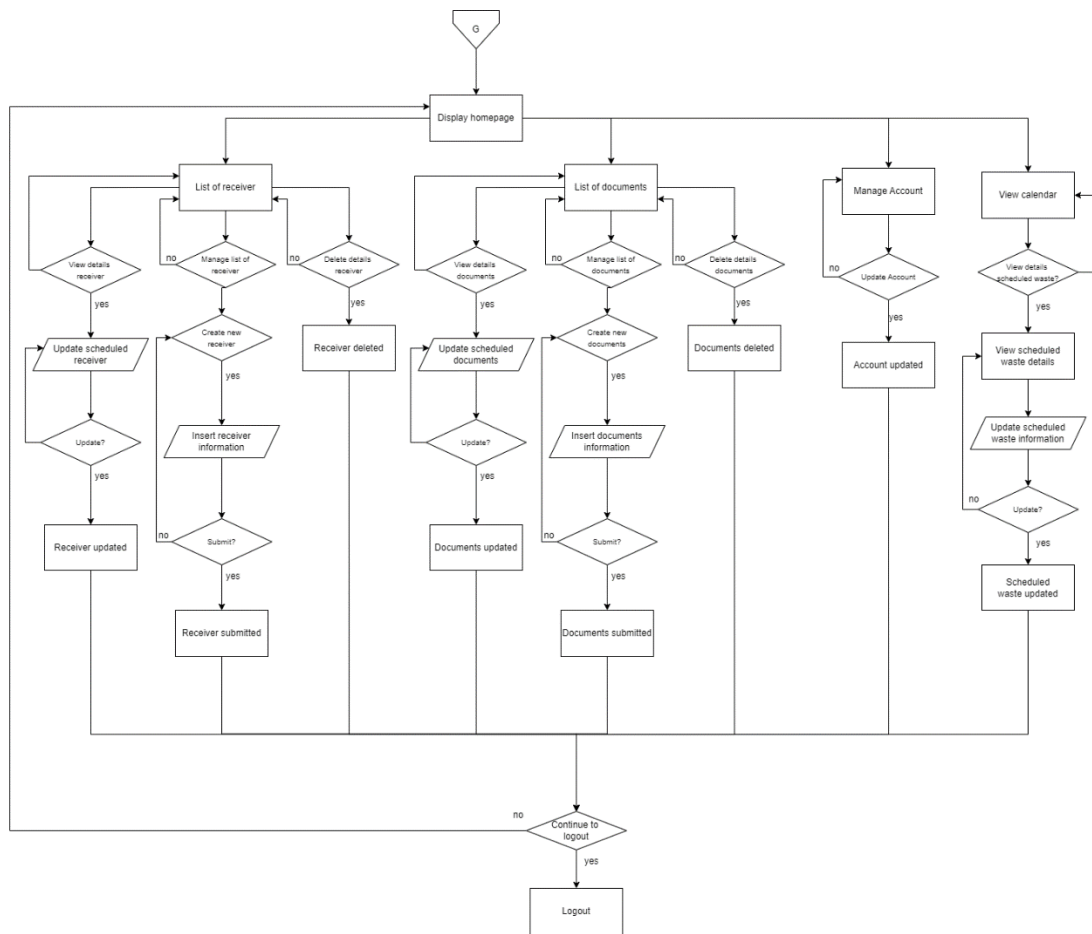 G
Display homepage
List of receiver
List of documents
Manage Account
View calendar
View details
receiver
no
Manage list of
receiver
no
Delete details
receiver
View details
documents
no
Manage list of
documents
no
Delete details
documents
no
Update Account
View details
scheduled waste?
yes
yes
yes
yes
yes
yes
Update scheduled
receiver
Create new
receiver
Receiver deleted
Update scheduled
documents
Create new
documents
Documents deleted
Account updated
View scheduled
waste details
yes
yes
Update?
Insert receiver
information
Update?
Insert documents
information
Update scheduled
waste information
yes
yes
no
Update?
Receiver updated
no
Submit?
Documents updated
no
Submit?
yes
yes
yes
Scheduled
waste updated
Receiver submitted
Documents submitted
no
Continue to
logout
yes
Logout